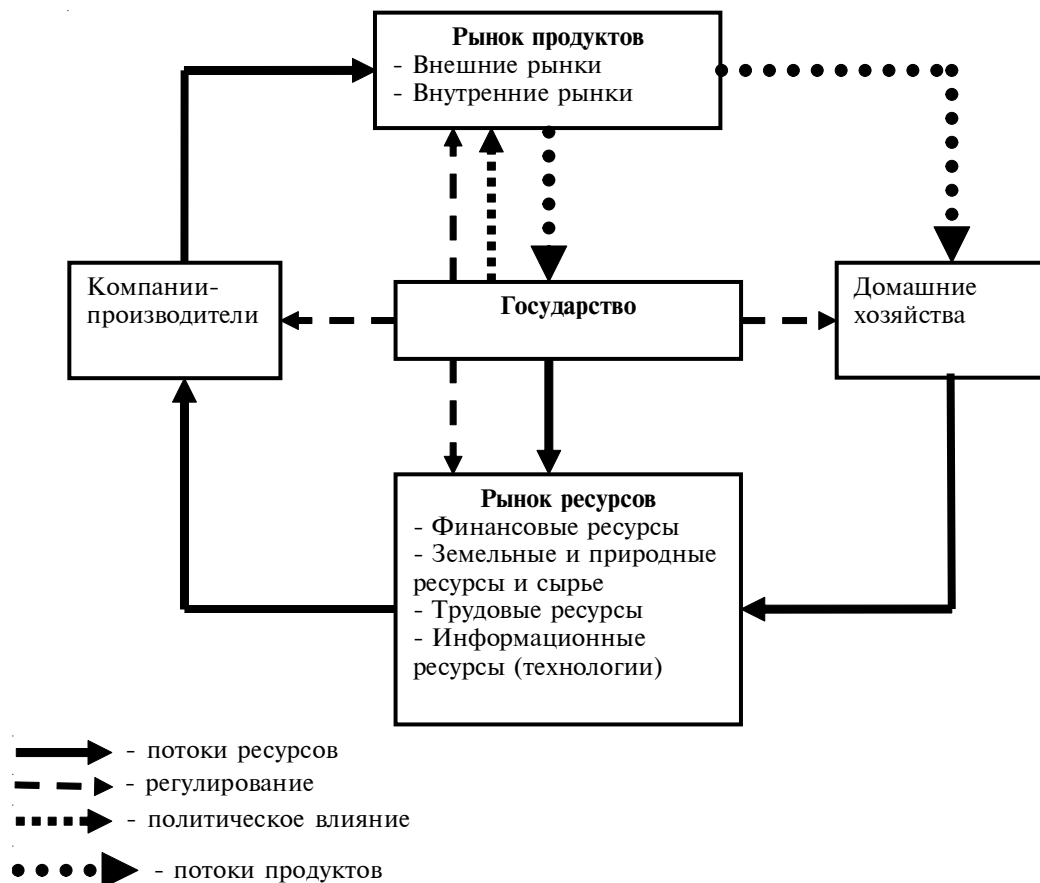 Рынок продуктов
- Внешние рынки
- Внутренние рынки
Компании-
производители
Государство
Домашние
хозяйства
Рынок ресурсов
- Финансовые ресурсы
- Земельные и природные
ресурсы и сырье
- Трудовые ресурсы
- Информационные
ресурсы (технологии)
- потоки ресурсов
- регулирование
- политическое влияние
- потоки продуктов